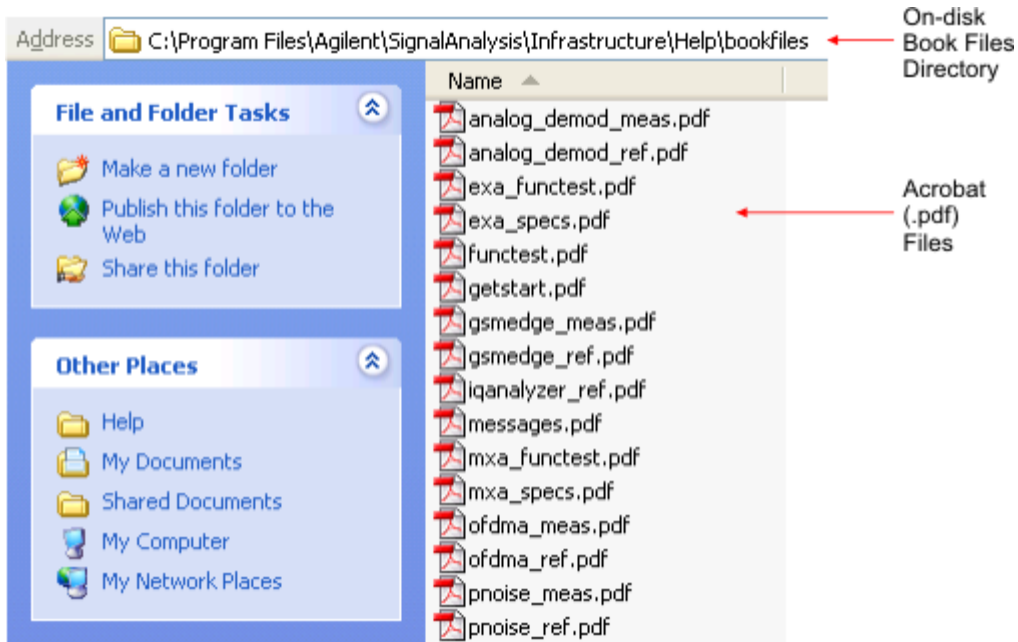 Address C:\Program Files\Agilent\SignalAnalysis\Infrastructure\Help\bookfiles
On-disk
Book Files
Directory
File and Folder Tasks
Make a new folder
Publish this folder to the
Web
Share this folder
Other Places
Help
My Documents
Shared Documents
My Computer
My Network Places
Name
analog_demod_meas.pdf
analog_demod_ref.pdf
exa_functest.pdf
exa_specs.pdf
functest.pdf
getstart.pdf
gsmedge_meas.pdf
gsmedge_ref.pdf
iqanalyzer_ref.pdf
messages.pdf
mxa_functest.pdf
mxa_specs.pdf
ofdma_meas.pdf
ofdma_ref.pdf
pnoise_meas.pdf
pnoise_ref.pdf
Acrobat
(.pdf)
Files